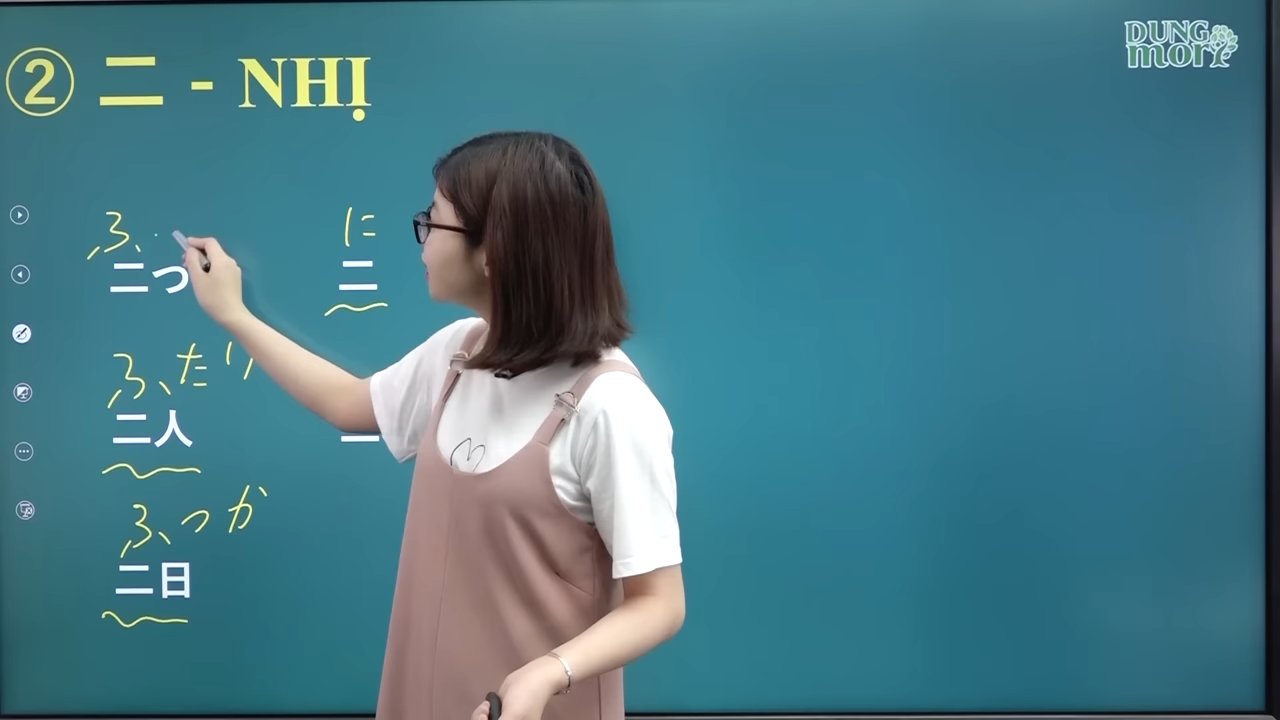 ② 二 - NHỊ
DUNG
mori
ふ
に
二つ
二
ふたり
二人
ふつか
二日